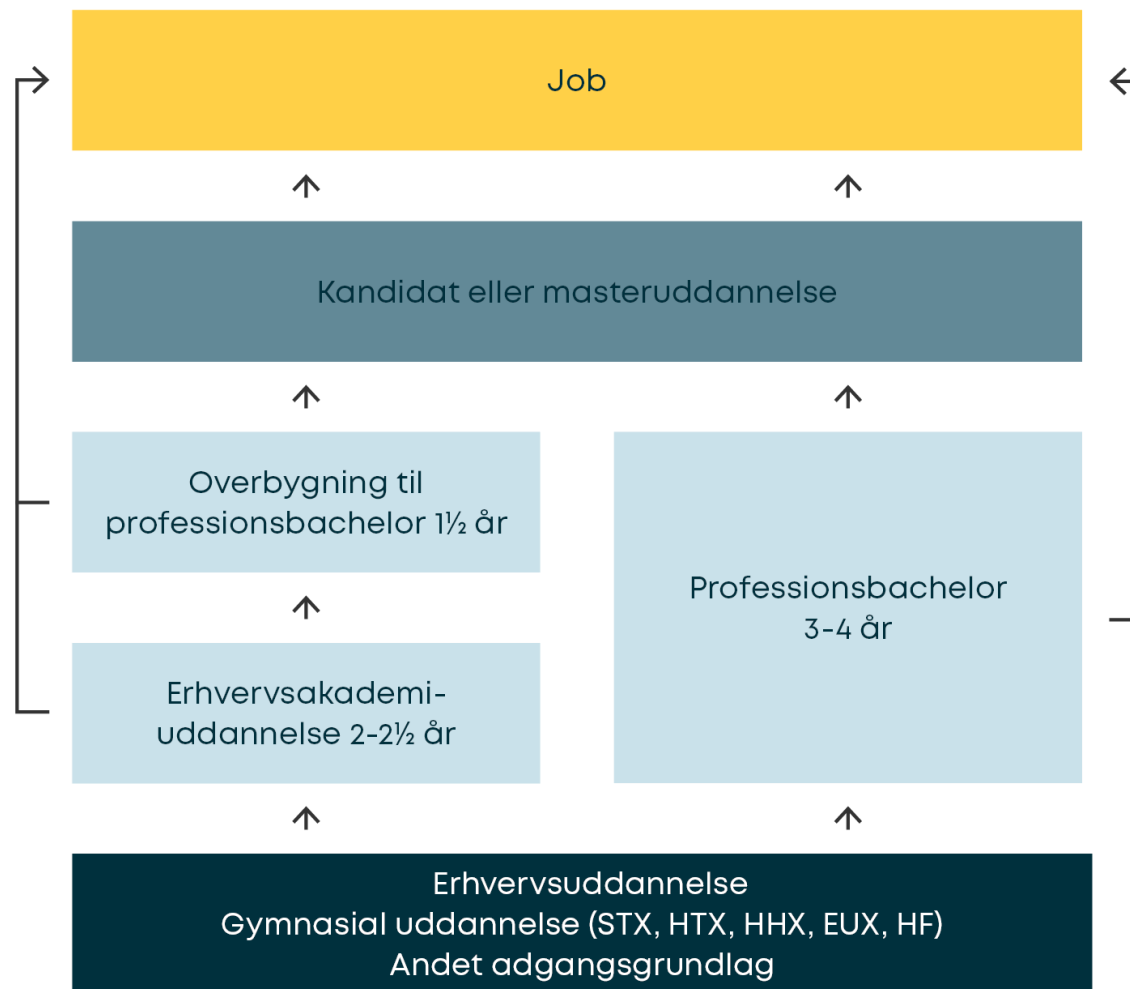 Job
Kandidat eller masteruddannelse
Overbygning til
professionsbachelor 1½ år
Professionsbachelor
3-4 år
Erhvervsakademi-
uddannelse 2-2½ år
Erhvervsuddannelse
Gymnasial uddannelse (STX, HTX, HHX, EUX, HF)
Andet adgangsgrundlag